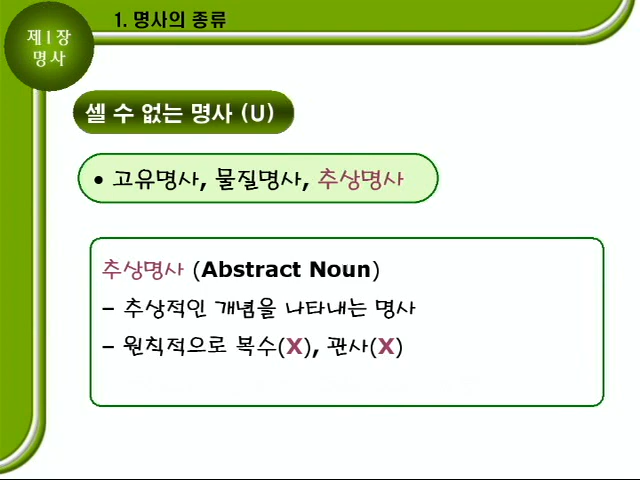 제1장
명사
1. 명사의 종류
셀 수 없는 명사 (U)
• 고유명사, 물질명사, 추상명사
추상명사 (Abstract Noun)
– 추상적인 개념을 나타내는 명사
– 원칙적으로 복수(X), 관사(X)